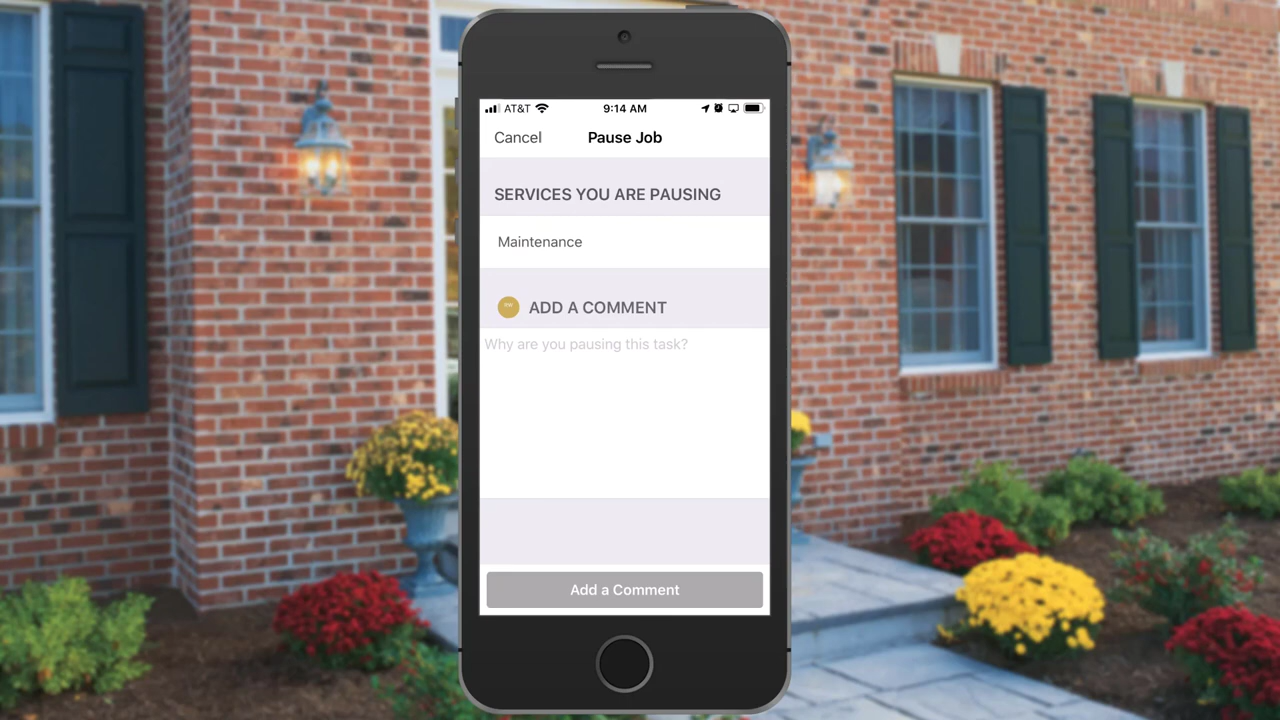 AT&T 9:14 AM
Cancel Pause Job
SERVICES YOU ARE PAUSING
Maintenance
ADD A COMMENT
Why are you pausing this task?
Add a Comment